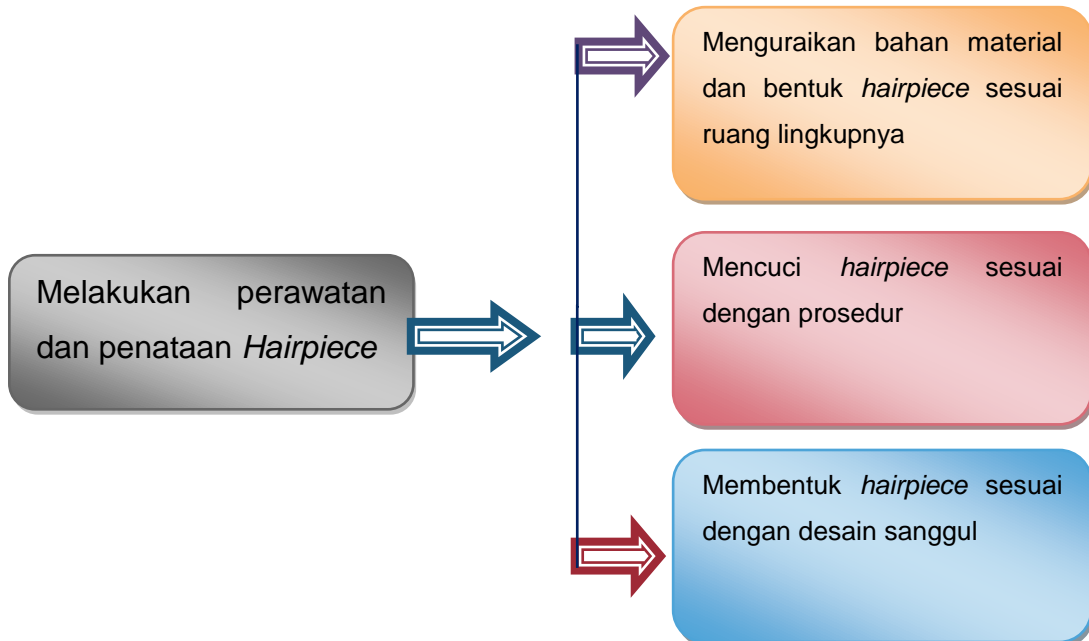 Menguraikan bahan material
dan bentuk hairpiece sesuai
ruang lingkupnya
Melakukan perawatan
dan penataan Hairpiece
Mencuci hairpiece sesuai
dengan prosedur
Membentuk hairpiece sesuai
dengan desain sanggul